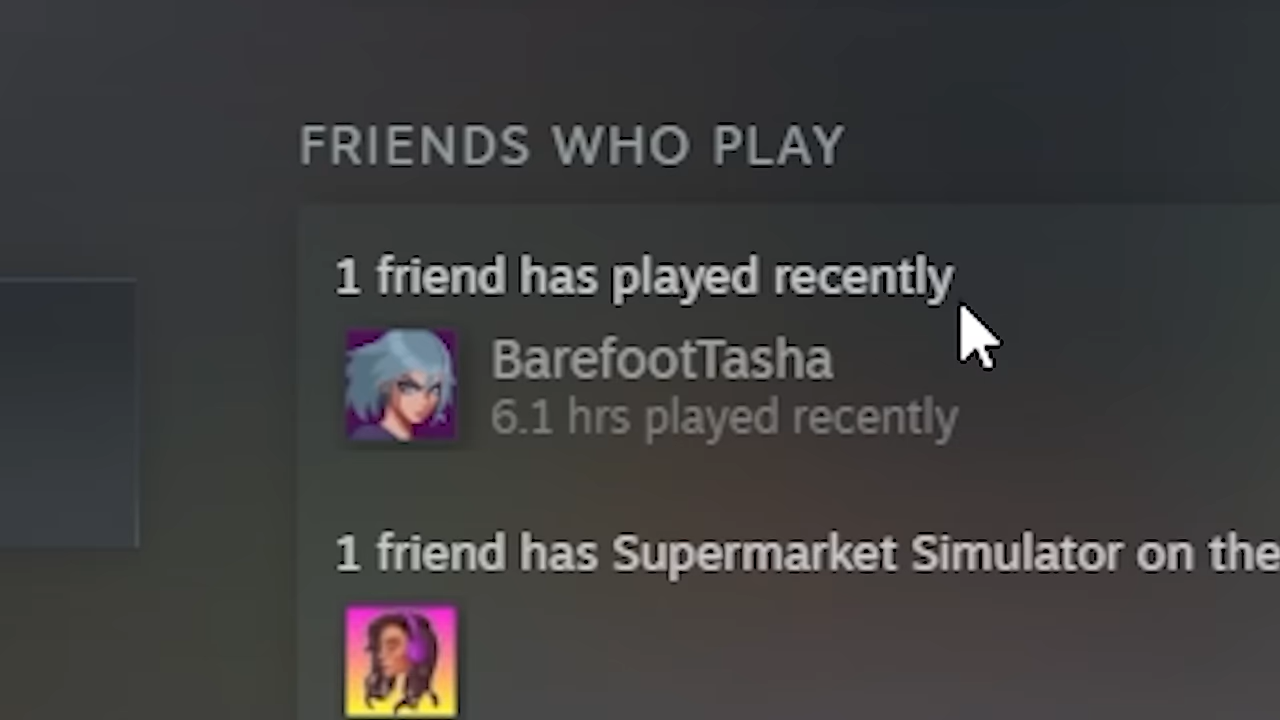 FRIENDS WHO PLAY
1 friend has played recently
BarefootTasha
6.1 hrs played recently
1 friend has Supermarket Simulator on the